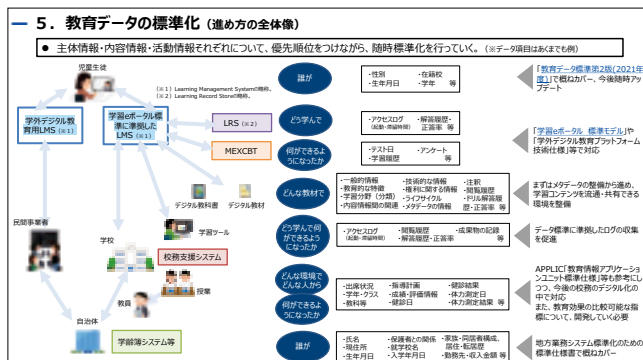 5．教育データの標準化（進め方の全体像）
● 主体情報・内容情報・活動情報それぞれについて、優先順位をつけながら、随時標準化を行っていく。（※データ項目はあくまでも例）
児童生徒
（※１）Learning Management Systemの略称。
（※２）Learning Record Storeの略称。
学外デジタル教育用LMS（※1）
学習eポータル標準に準拠したLMS（※1）
LRS（※2）
MEXCBT
デジタル教科書
デジタル教材
学習ツール
民間事業者
学校
校務支援システム
授業
教員
自治体
学齢簿システム等
誰が
・性別
・生年月日
・在籍校
・学年 等
「教育データ標準第2版(2021年度)」で概ねカバー、今後随時アップデート
どう学んで
・アクセスログ
（起動・滞留時間）
・解答履歴・正答率 等
何ができるようになったか
・テスト日
・学習履歴
・アンケート
等
「学習eポータル 標準モデル」や「学外デジタル教育プラットフォーム技術仕様」等で対応
どんな教材で
・一般的情報
・教育的な特徴
・学習分野（分類）
・内容情報間の関連
・技術的な情報
・権利に関する情報
・ライフサイクル
・メタデータの情報
・注釈
・閲覧履歴
・ドリル解答履歴・正答率 等
まずはメタデータの整備から進め、学習コンテンツを流通・共有できる環境を整備
どう学んで何ができるようになったか
・アクセスログ
（起動・滞留時間）
・閲覧履歴
・解答履歴・正答率
・成果物の記録
等
データ標準に準拠したログの収集を促進
どんな環境でどんな人から
何ができるようになったか
・出席状況
・学年・クラス
・教科等
・指導計画
・成績・評価情報
・健診日
・健診結果
・体力測定日
・体力測定結果 等
APPLIC「教育情報アプリケーションユニット標準仕様」等も参考にしつつ、今後の校務のデジタル化の中で対応
また、教育効果の比較可能な指標について、開発していく必要
誰が
・氏名
・現住所
・生年月日
・保護者との関係
・就学校名
・入学年月日
・家族・同居者構成、居住・転居歴
・勤務先・収入金額 等
地方業務システム標準化のための標準仕様書で概ねカバー